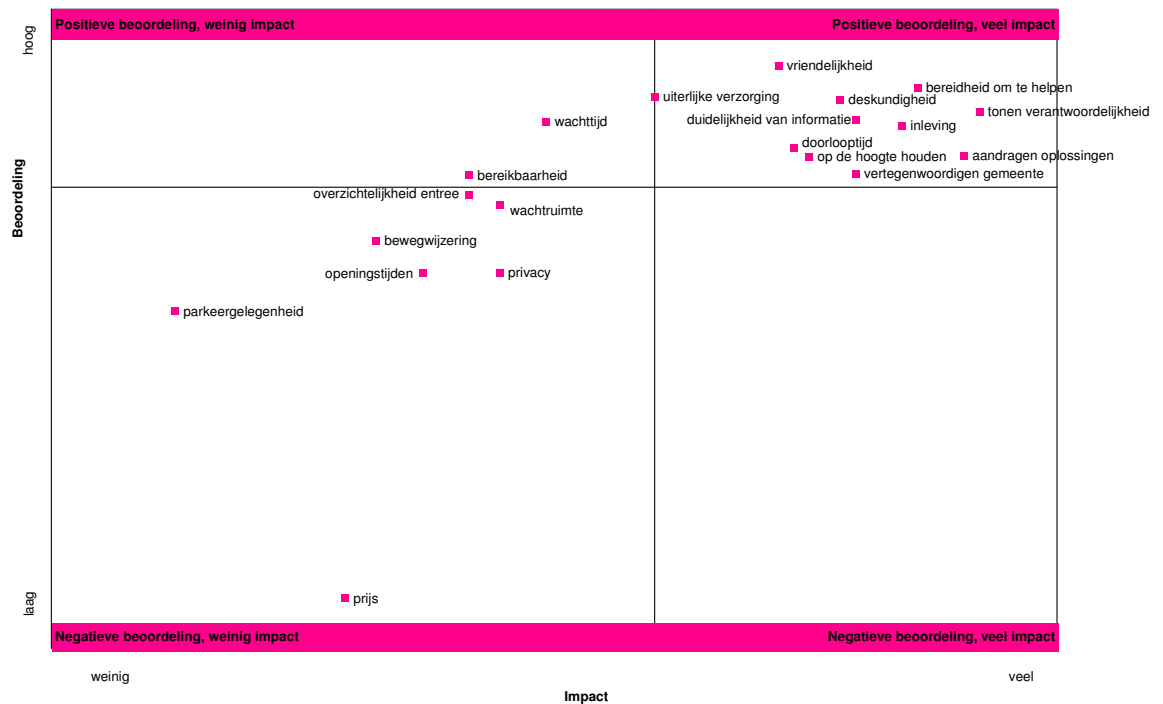 Positieve beoordeling, weinig impact
Positieve beoordeling, veel impact
hoog
vriendelijkheid
bereidheid om te helpen
uiterlijke verzorging
deskundigheid
tonen verantwoordelijkheid
wachttijd
duidelijkheid van informatie
inleving
doorlooptijd
op de hoogte houden
aandragen oplossingen
bereikbaarheid
vertegenwoordigen gemeente
Beoordeling
overzichtelijkheid entree
wachtruimte
bewegwijzering
openingstijden
privacy
parkeergelegenheid
prijs
laag
Negatieve beoordeling, weinig impact
Negatieve beoordeling, veel impact
weinig
veel
Impact